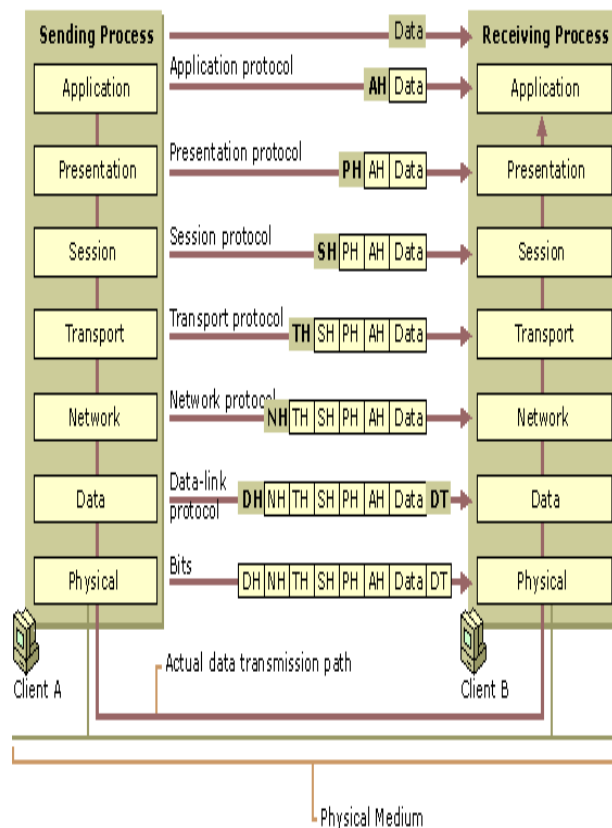 Sending Process
Data
Receiving Process
Application protocol
Application
AH Data
Application
Presentation protocol
Presentation
PH AH Data
Presentation
Session protocol
Session
SH PH AH Data
Session
Transport protocol
Transport
TH SH PH AH Data
Transport
Network protocol
Network
NH TH SH PH AH Data
Network
Data-link
protocol
Data
DH NH TH SH PH AH Data DT
Data
Bits
Physical
DH NH TH SH PH AH Data DT
Physical
Client A
Actual data transmission path
Client B
Physical Medium